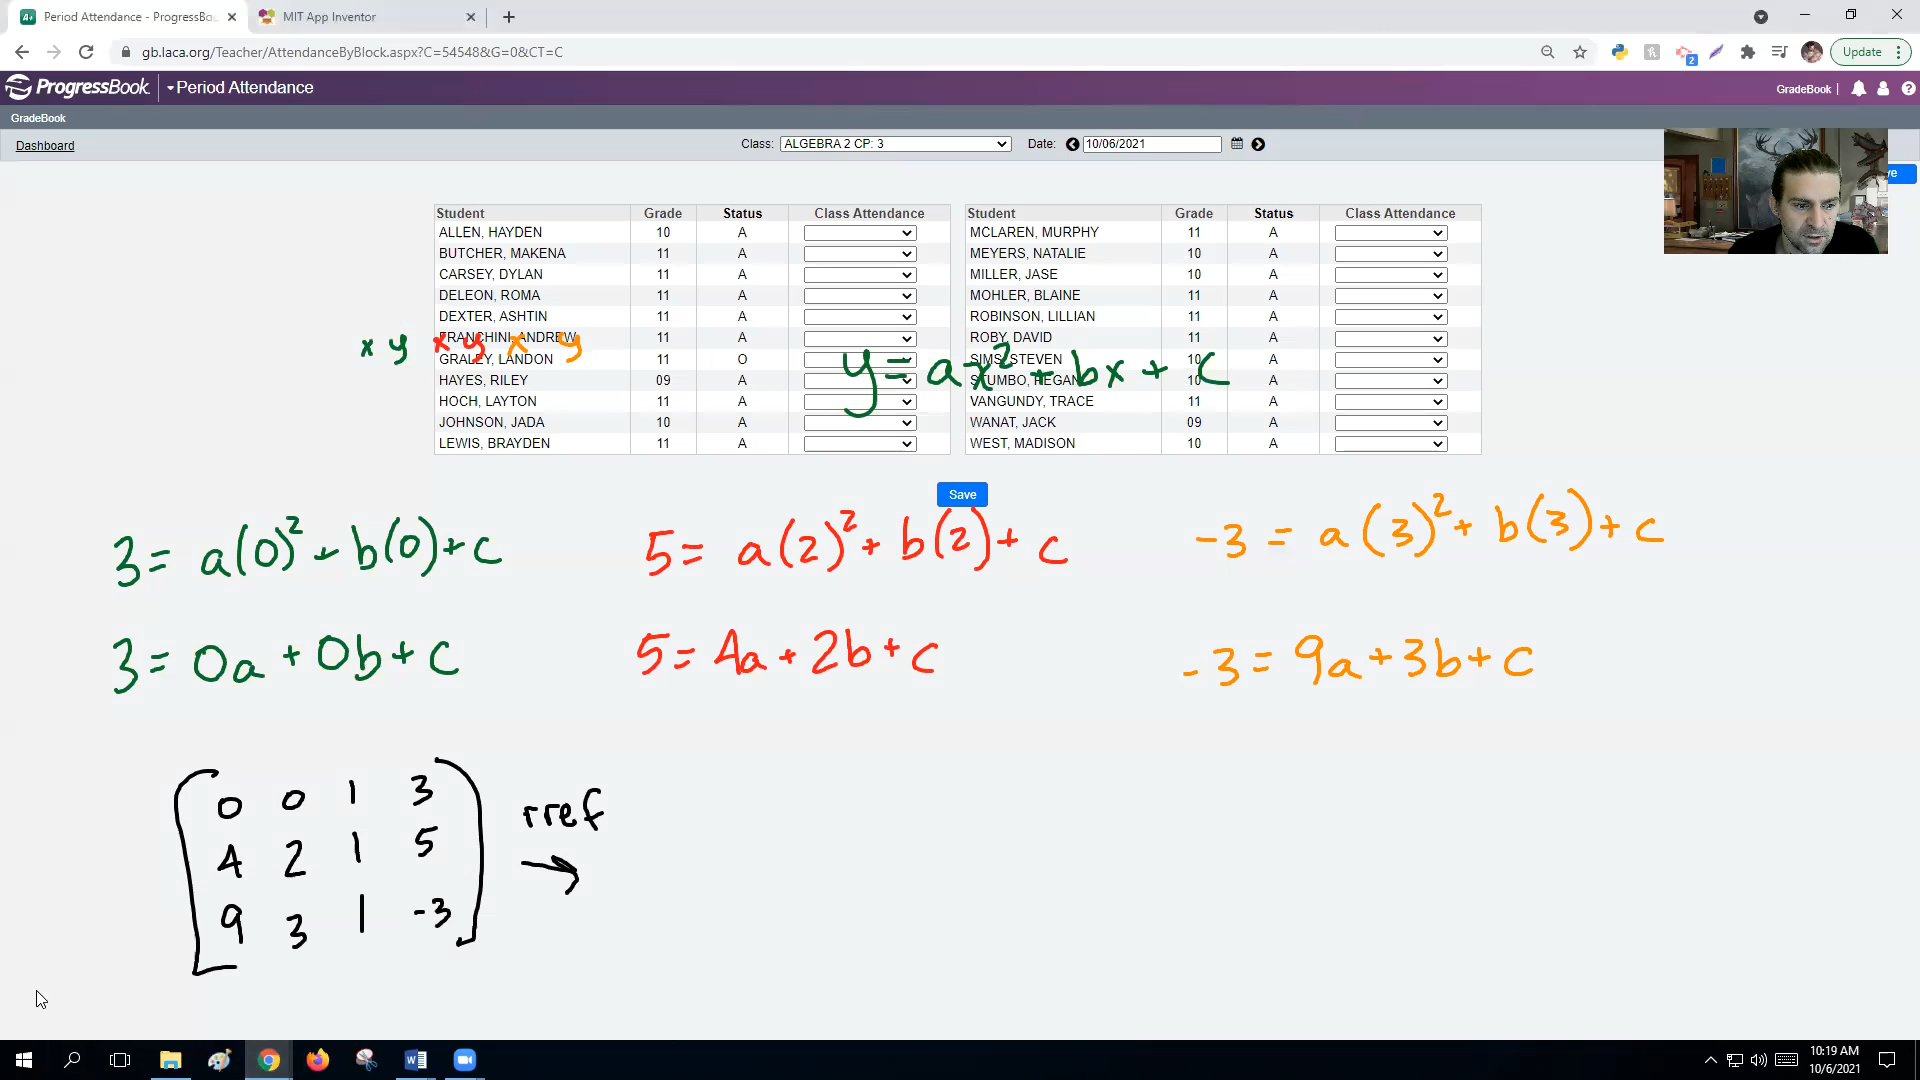 Period Attendance - ProgressBo
MIT App Inventor
gb.laca.org/Teacher/AttendanceByBlock.aspx?C=54548&G=0&CT=C
2
Update
ProgressBook
Period Attendance
GradeBook
GradeBook
Dashboard
Class: ALGEBRA 2 CP: 3
Date: 10/06/2021
Student Grade Status Class Attendance Student Grade Status Class Attendance
ALLEN, HAYDEN 10 A MCLAREN, MURPHY 11 A
BUTCHER, MAKENA 11 A MEYERS, NATALIE 10 A
CARSEY, DYLAN 11 A MILLER, JASE 10 A
DELEON, ROMA 11 A MOHLER, BLAINE 11 A
DEXTER, ASHTIN 11 A ROBINSON, LILLIAN 11 A
FRANCHINI, ANDREW 11 A ROBY, DAVID 11 A
x y x y x y
GRALEY, LANDON 11 O SIMS, STEVEN 10 A
y = ax² + bx + c
HAYES, RILEY 09 A STUMBO, REGAN 10 A
HOCH, LAYTON 11 A VANGUNDY, TRACE 11 A
JOHNSON, JADA 10 A WANAT, JACK 09 A
LEWIS, BRAYDEN 11 A WEST, MADISON 10 A
Save
3 = a(0)² + b(0) + c
5 = a(2)² + b(2) + c
-3 = a(3)² + b(3) + c
3 = 0a + 0b + c
5 = 4a + 2b + c
-3 = 9a + 3b + c
0 0 1 3
4 2 1 5
9 3 1 -3
rref
10:19 AM
10/6/2021